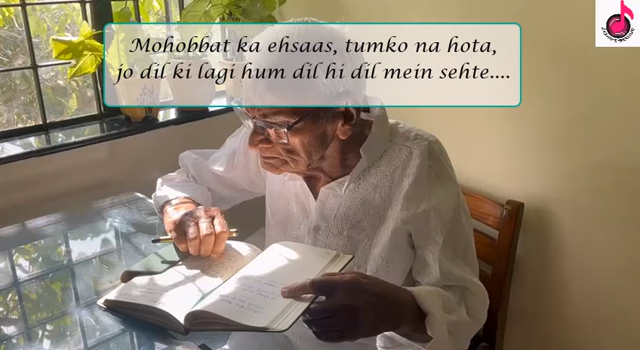 Mohobbat ka ehsaas, tumko na hota,
jo dil ki lagi hum dil hi dil mein sehte....